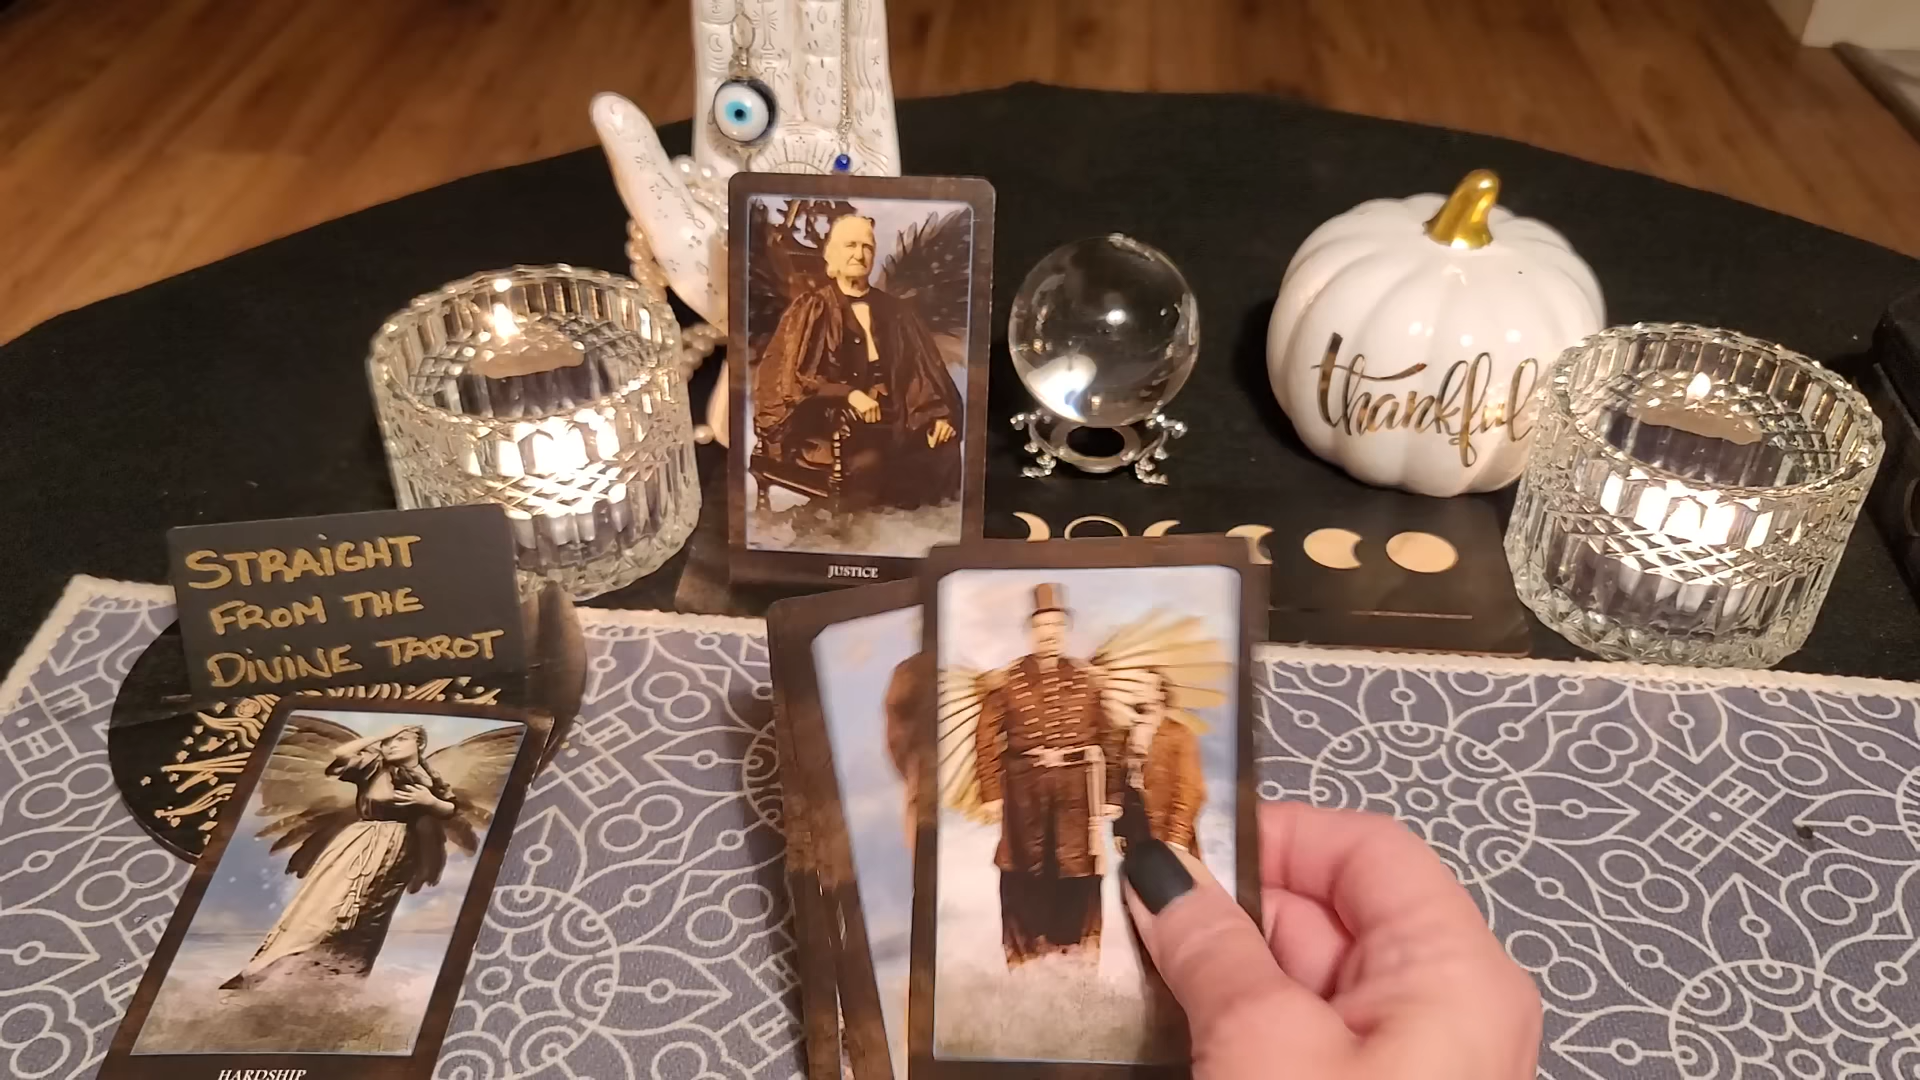 thankful
JUSTICE
STRAIGHT
FROM THE
DIVINE TAROT
HARDSHIP